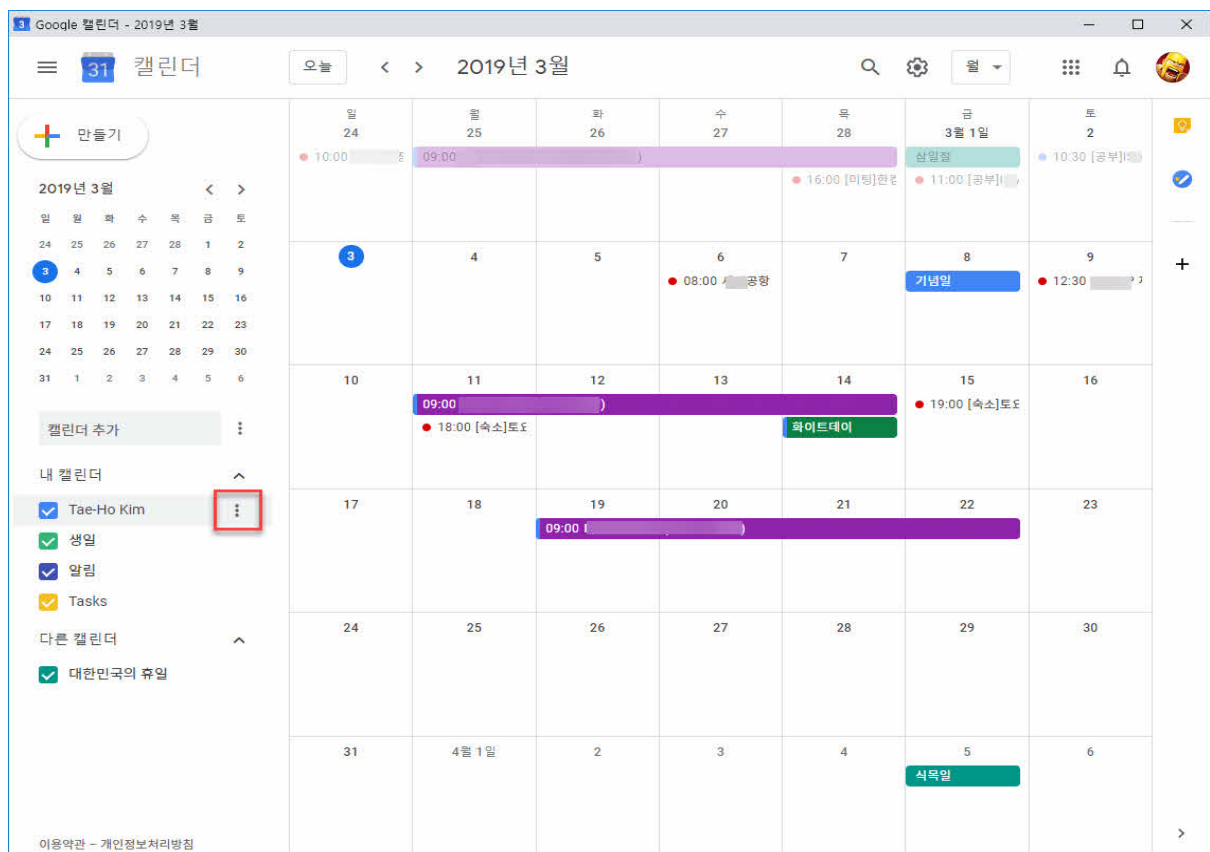 Google 캘린더 - 2019년 3월
31 캘린더 오늘 2019년 3월 월
만들기
2019년 3월
일 월 화 수 목 금 토
24 25 26 27 28 1 2
3 4 5 6 7 8 9
10 11 12 13 14 15 16
17 18 19 20 21 22 23
24 25 26 27 28 29 30
31 1 2 3 4 5 6
캘린더 추가
내 캘린더
Tae-Ho Kim
생일
알림
Tasks
다른 캘린더
대한민국의 휴일
이용약관 – 개인정보처리방침
일 월 화 수 목 금 토
24 25 26 27 28 3월 1일 2
10:00 09:00 삼일절 10:30 [공부]
16:00 [미팅]한 11:00 [공부]
3 4 5 6 7 8 9
08:00 공항 기념일 12:30
10 11 12 13 14 15 16
09:00 19:00 [숙소]토요
18:00 [숙소]토요 화이트데이
17 18 19 20 21 22 23
09:00
24 25 26 27 28 29 30
31 4월 1일 2 3 4 5 6
식목일